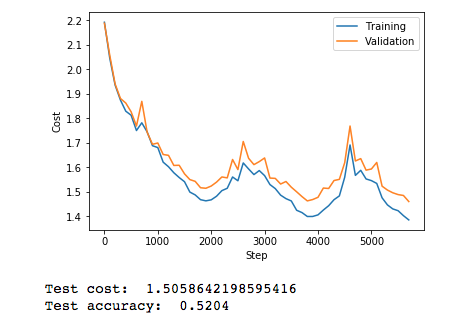 2.2
2.1
2.0
1.9
1.8
1.7
1.6
1.5
1.4
Cost
Training
Validation
0 1000 2000 3000 4000 5000
Step
Test cost: 1.5058642198595416
Test accuracy: 0.5204